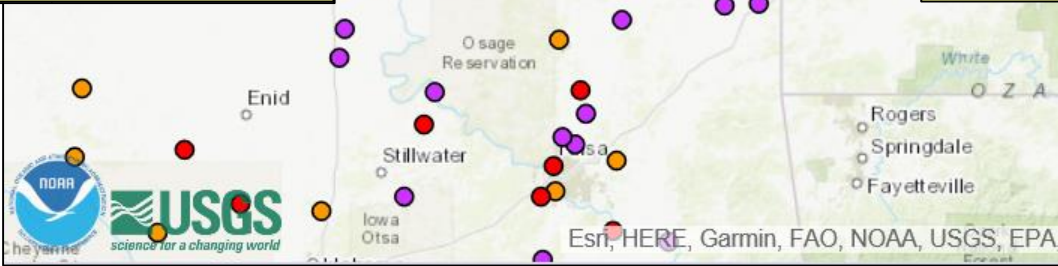 Osage
Reservation
White
O Z A
Enid
Rogers
Springdale
Stillwater
Fayetteville
NOAA
USGS
science for a changing world
Iowa
Otsa
Cheyenne
Esri, HERE, Garmin, FAO, NOAA, USGS, EPA
Forest